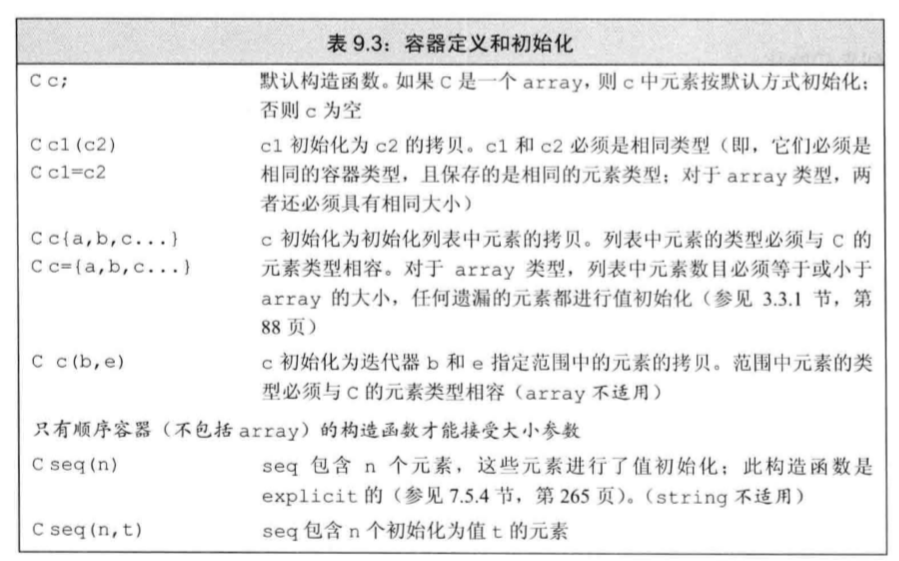 表 9.3：容器定义和初始化
C c; 默认构造函数。如果 C 是一个 array，则 c 中元素按默认方式初始化；
否则 c 为空
C c1(c2) c1 初始化为 c2 的拷贝。c1 和 c2 必须是相同类型（即，它们必须是
C c1=c2 相同的容器类型，且保存的是相同的元素类型；对于 array 类型，两
者还必须具有相同大小）
C c{a,b,c...} c 初始化为初始化列表中元素的拷贝。列表中元素的类型必须与 C 的
C c={a,b,c...} 元素类型相容。对于 array 类型，列表中元素数目必须等于或小于
array 的大小，任何遗漏的元素都进行值初始化（参见 3.3.1 节，第
88 页）
C c(b,e) c 初始化为迭代器 b 和 e 指定范围中的元素的拷贝。范围中元素的类
型必须与 C 的元素类型相容（array 不适用）
只有顺序容器（不包括 array）的构造函数才能接受大小参数
C seq(n) seq 包含 n 个元素，这些元素进行了值初始化；此构造函数是
explicit 的（参见 7.5.4 节，第 265 页）。（string 不适用）
C seq(n,t) seq 包含 n 个初始化为值 t 的元素